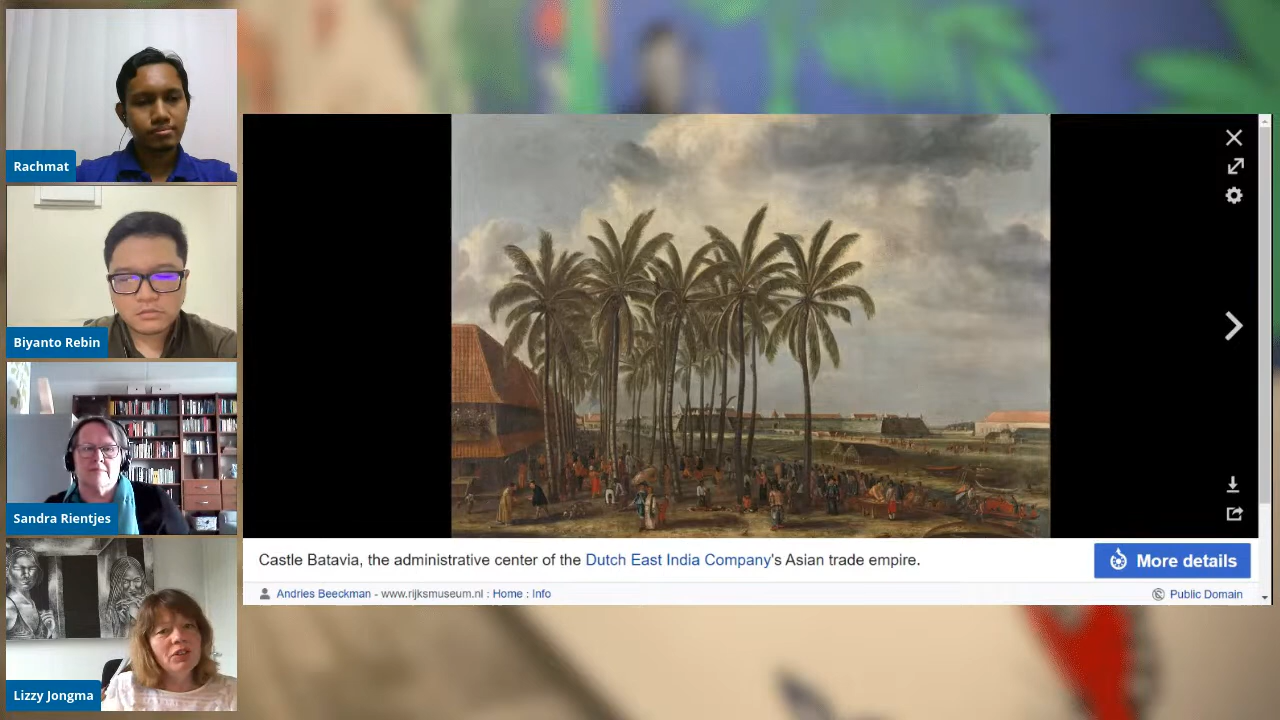 Rachmat
Biyanto Rebin
Sandra Rientjes
Lizzy Jongma
Castle Batavia, the administrative center of the Dutch East India Company's Asian trade empire.
More details
Andries Beeckman - www.rijksmuseum.nl : Home : Info
Public Domain